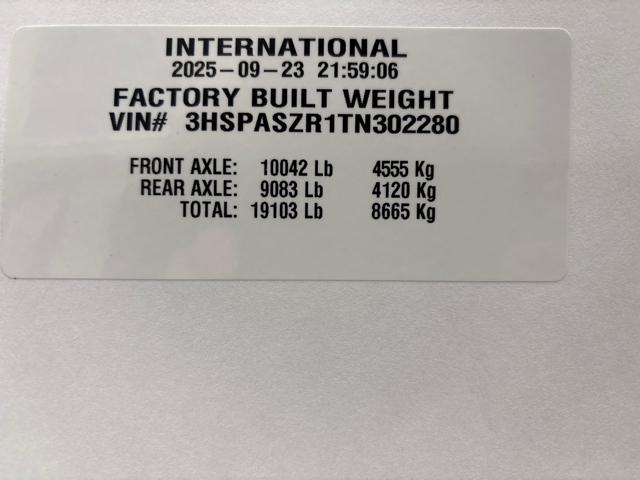 INTERNATIONAL
2025-09-23 21:59:06
FACTORY BUILT WEIGHT
VIN# 3HSPASZR1TN302280
FRONT AXLE: 10042 Lb 4555 Kg
REAR AXLE: 9083 Lb 4120 Kg
TOTAL: 19103 Lb 8665 Kg